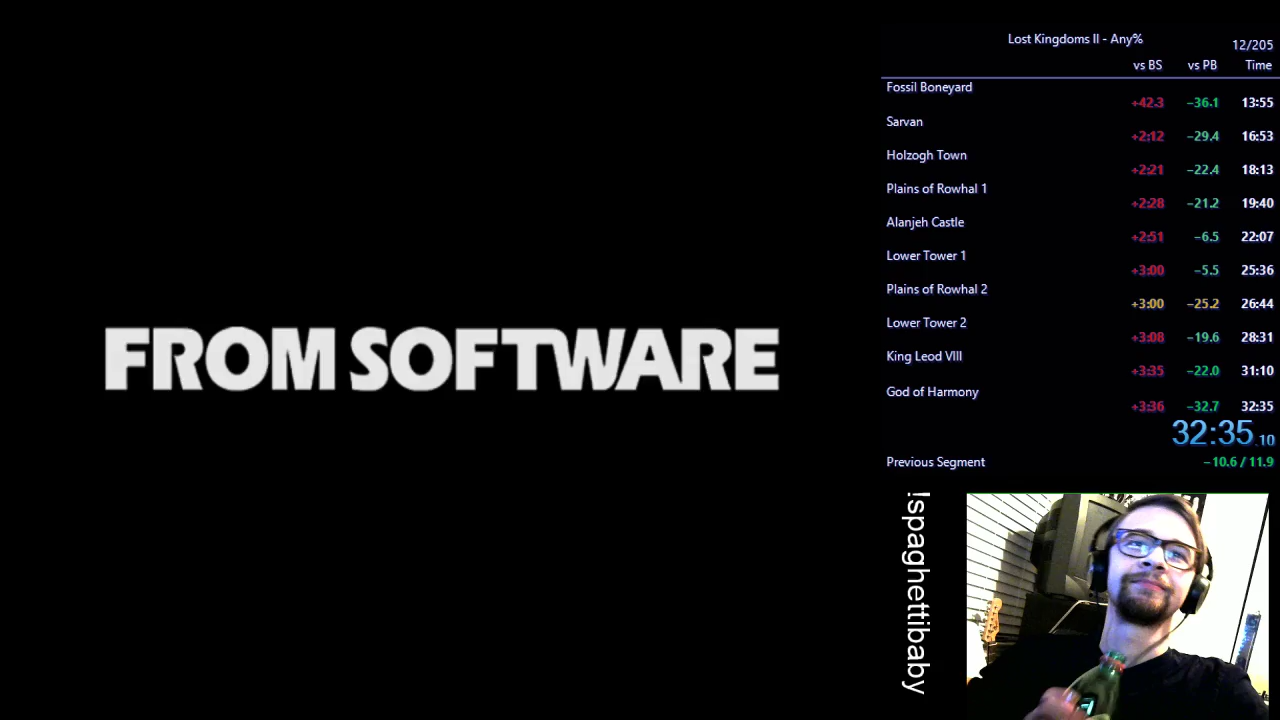 FROM SOFTWARE
Lost Kingdoms II - Any%
12/205
vs BS vs PB Time
Fossil Boneyard
+42.3 −36.1 13:55
Sarvan
+2:12 −29.4 16:53
Holzogh Town
+2:21 −22.4 18:13
Plains of Rowhal 1
+2:28 −21.2 19:40
Alanjeh Castle
+2:51 −6.5 22:07
Lower Tower 1
+3:00 −5.5 25:36
Plains of Rowhal 2
+3:00 −25.2 26:44
Lower Tower 2
+3:08 −19.6 28:31
King Leod VIII
+3:35 −22.0 31:10
God of Harmony
+3:36 −32.7 32:35
32:35.10
Previous Segment −10.6 / 11.9
!spaghettibaby